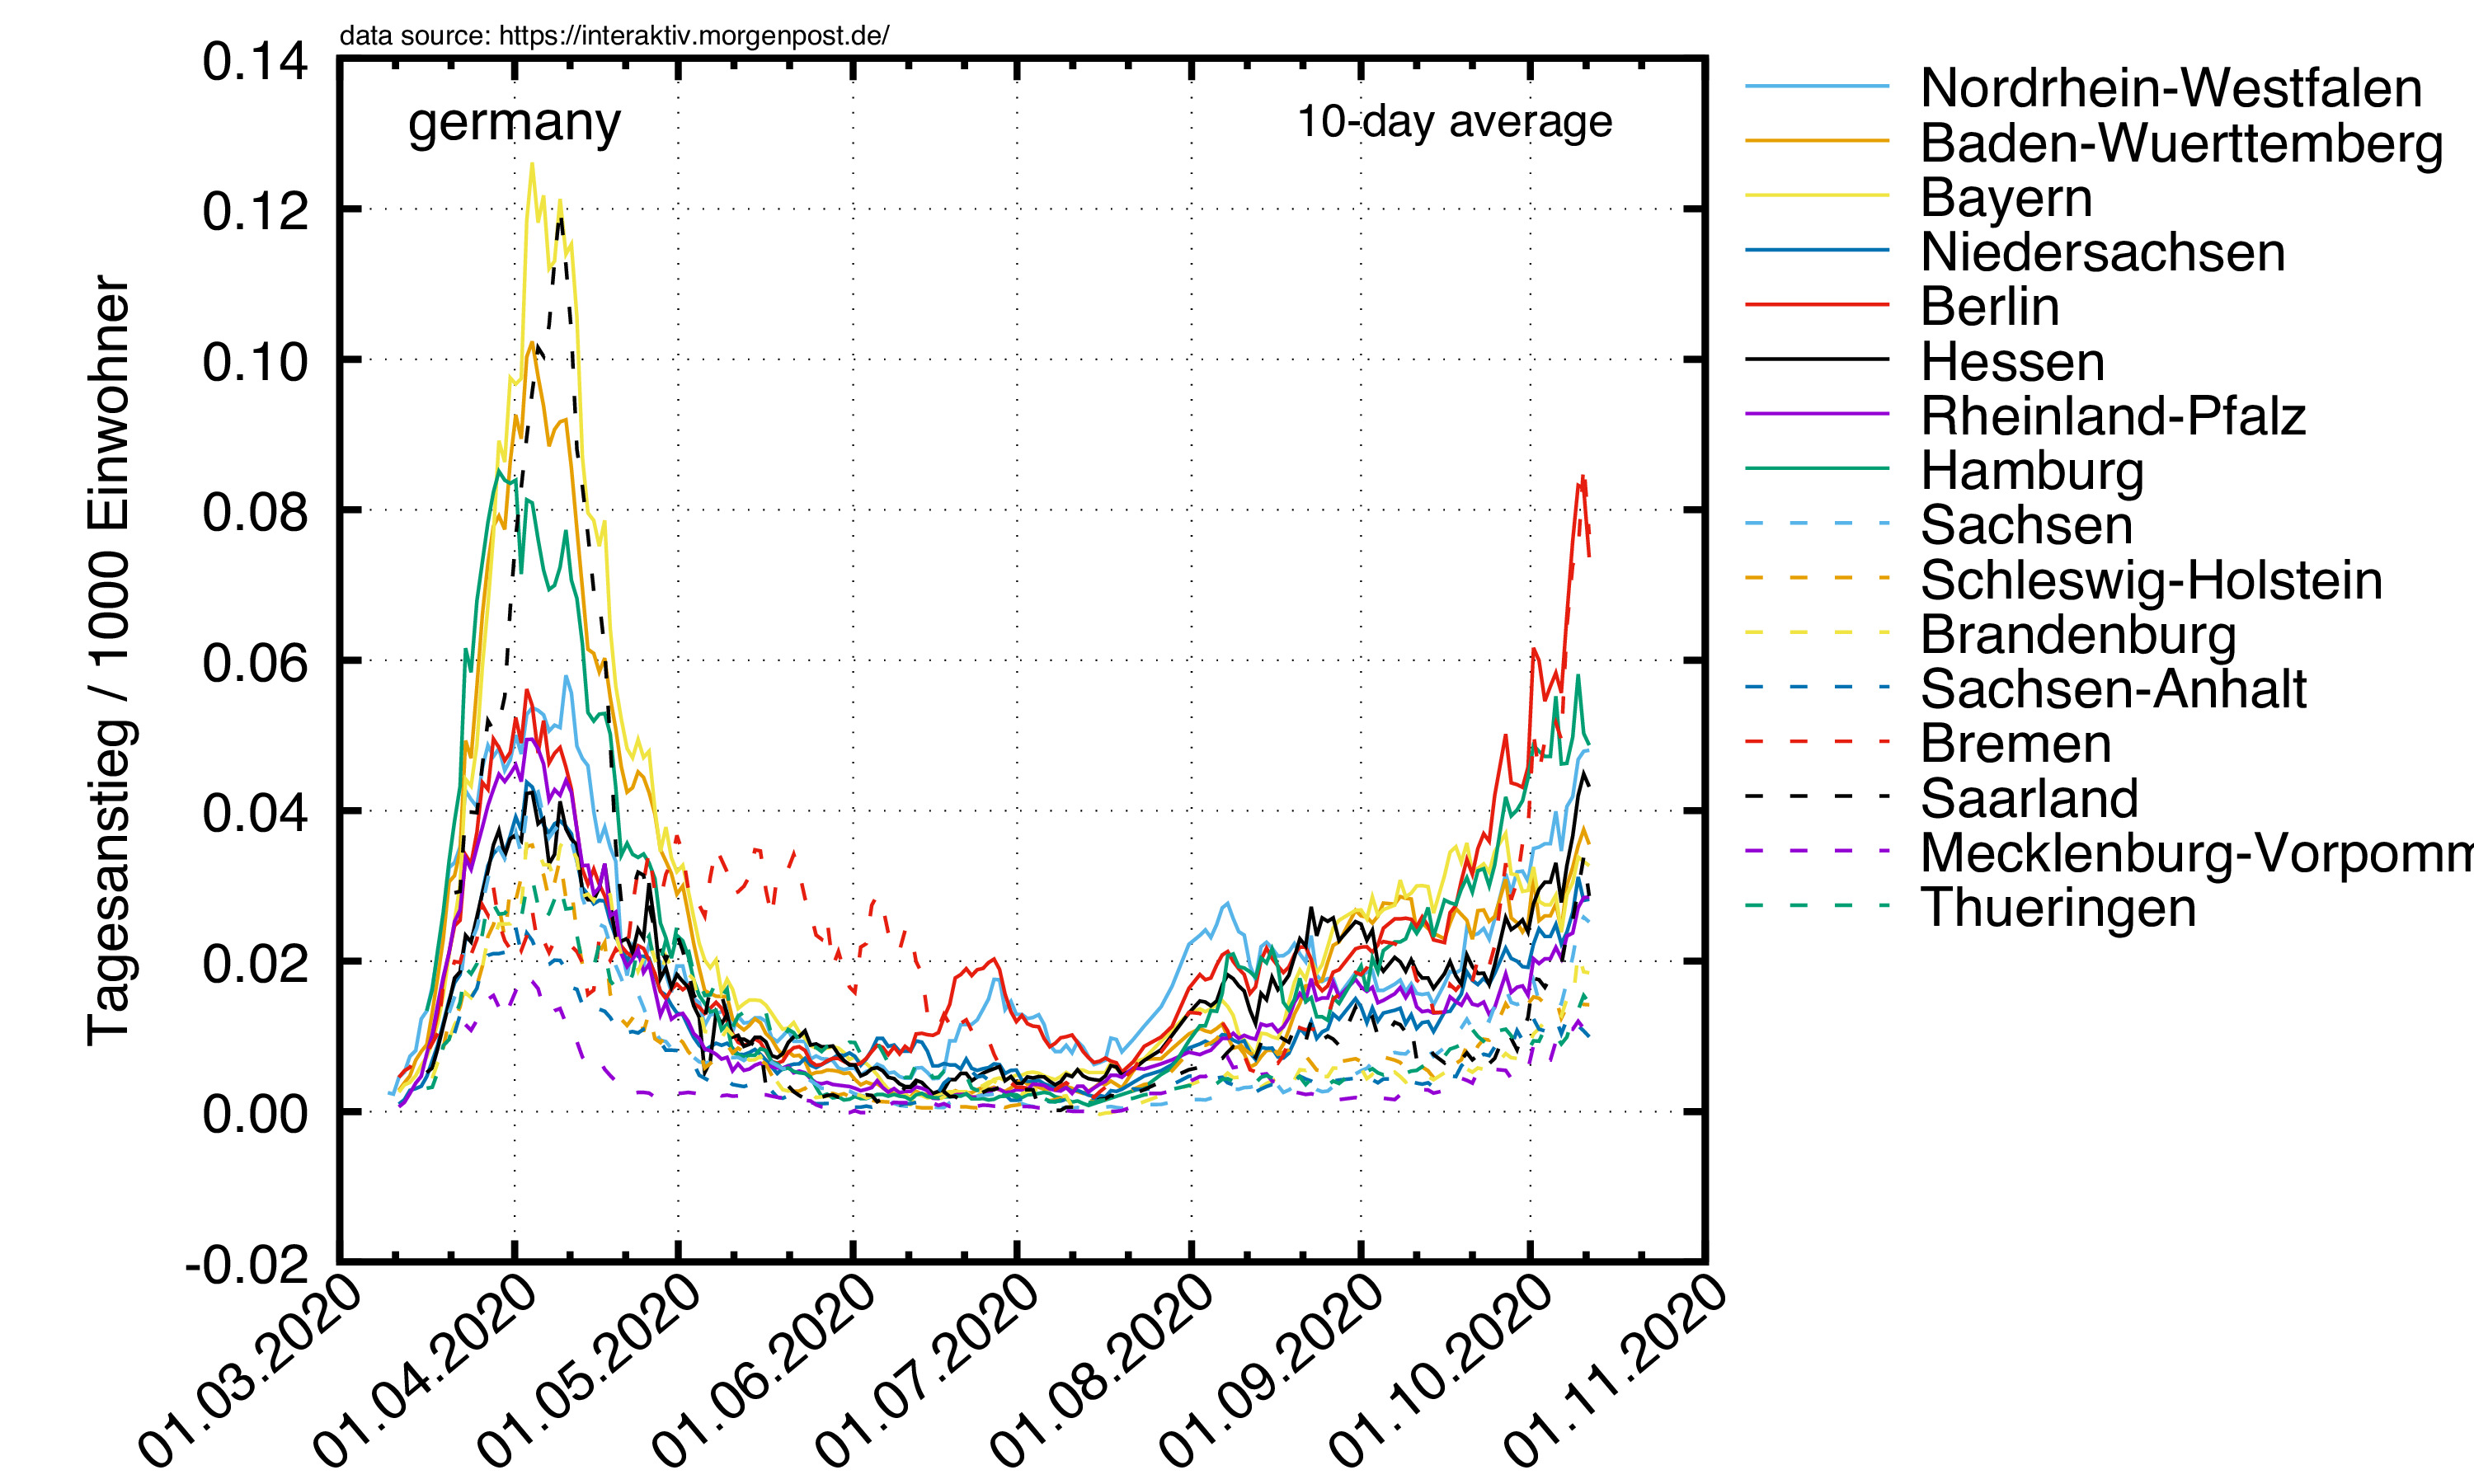 data source: https://interaktiv.morgenpost.de/
germany
10-day average
Tagesanstieg / 1000 Einwohner
0.14
0.12
0.10
0.08
0.06
0.04
0.02
0.00
-0.02
01.03.2020
01.04.2020
01.05.2020
01.06.2020
01.07.2020
01.08.2020
01.09.2020
01.10.2020
01.11.2020
Nordrhein-Westfalen
Baden-Wuerttemberg
Bayern
Niedersachsen
Berlin
Hessen
Rheinland-Pfalz
Hamburg
Sachsen
Schleswig-Holstein
Brandenburg
Sachsen-Anhalt
Bremen
Saarland
Mecklenburg-Vorpomm
Thueringen